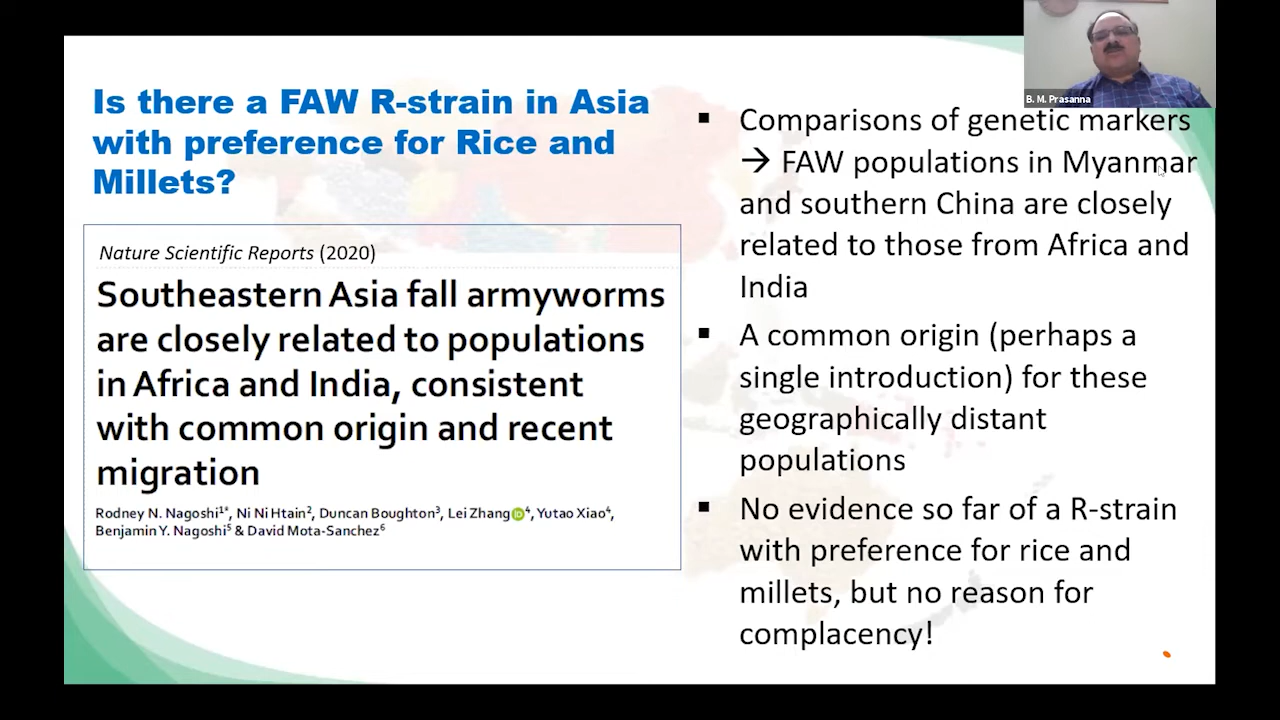 B. M. Prasanna
Is there a FAW R-strain in Asia
with preference for Rice and
Millets?
Nature Scientific Reports (2020)
Southeastern Asia fall armyworms
are closely related to populations
in Africa and India, consistent
with common origin and recent
migration
Rodney N. Nagoshi1*, Ni Ni Htain2, Duncan Boughton3, Lei Zhang iD 4, Yutao Xiao4,
Benjamin Y. Nagoshi5 & David Mota-Sanchez6
▪ Comparisons of genetic markers
→ FAW populations in Myanmar
and southern China are closely
related to those from Africa and
India
▪ A common origin (perhaps a
single introduction) for these
geographically distant
populations
▪ No evidence so far of a R-strain
with preference for rice and
millets, but no reason for
complacency!